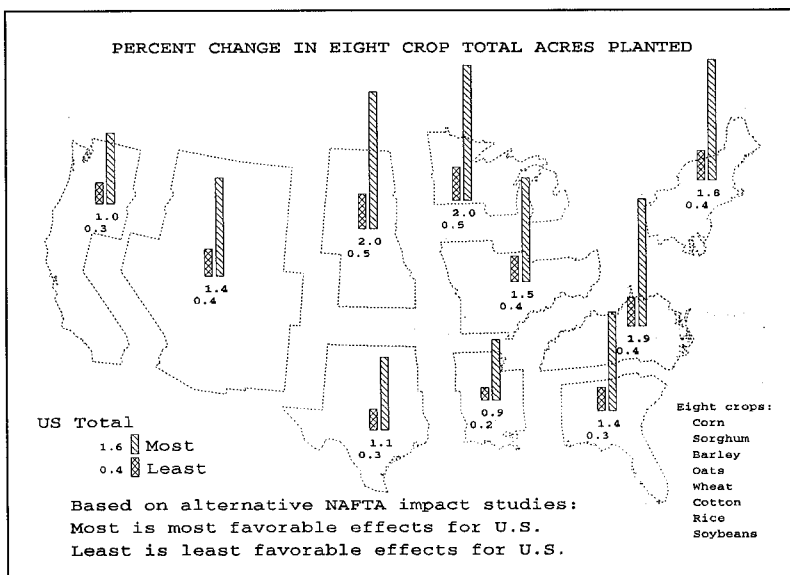 PERCENT CHANGE IN EIGHT CROP TOTAL ACRES PLANTED
1.0
0.3
1.4
0.4
2.0
0.5
2.0
0.5
1.5
0.4
1.8
0.4
1.9
0.4
1.1
0.3
0.9
0.2
1.4
0.3
US Total
1.6 Most
0.4 Least
Eight crops:
Corn
Sorghum
Barley
Oats
Wheat
Cotton
Rice
Soybeans
Based on alternative NAFTA impact studies:
Most is most favorable effects for U.S.
Least is least favorable effects for U.S.